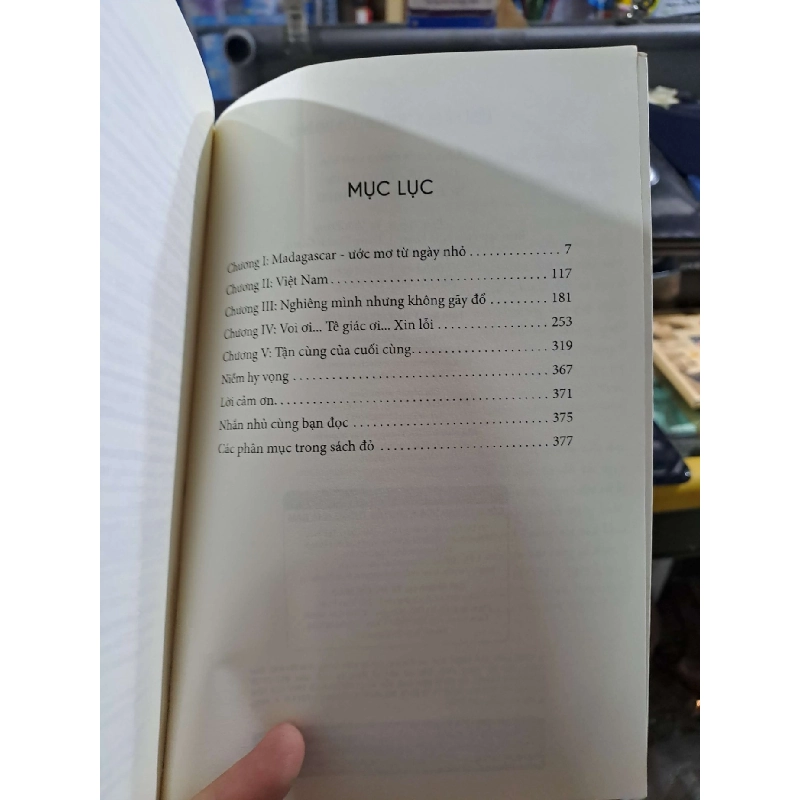 MỤC LỤC
Chương I: Madagascar - ước mơ từ ngày nhỏ .............. 7
Chương II: Việt Nam ................................. 117
Chương III: Nghiêng mình nhưng không gãy đổ ......... 181
Chương IV: Voi ơi... Tê giác ơi... Xin lỗi ................. 253
Chương V: Tận cùng của cuối cùng..................... 319
Niềm hy vọng ....................................... 367
Lời cảm ơn......................................... 371
Nhắn nhủ cùng bạn đọc .............................. 375
Các phân mục trong sách đỏ .......................... 377